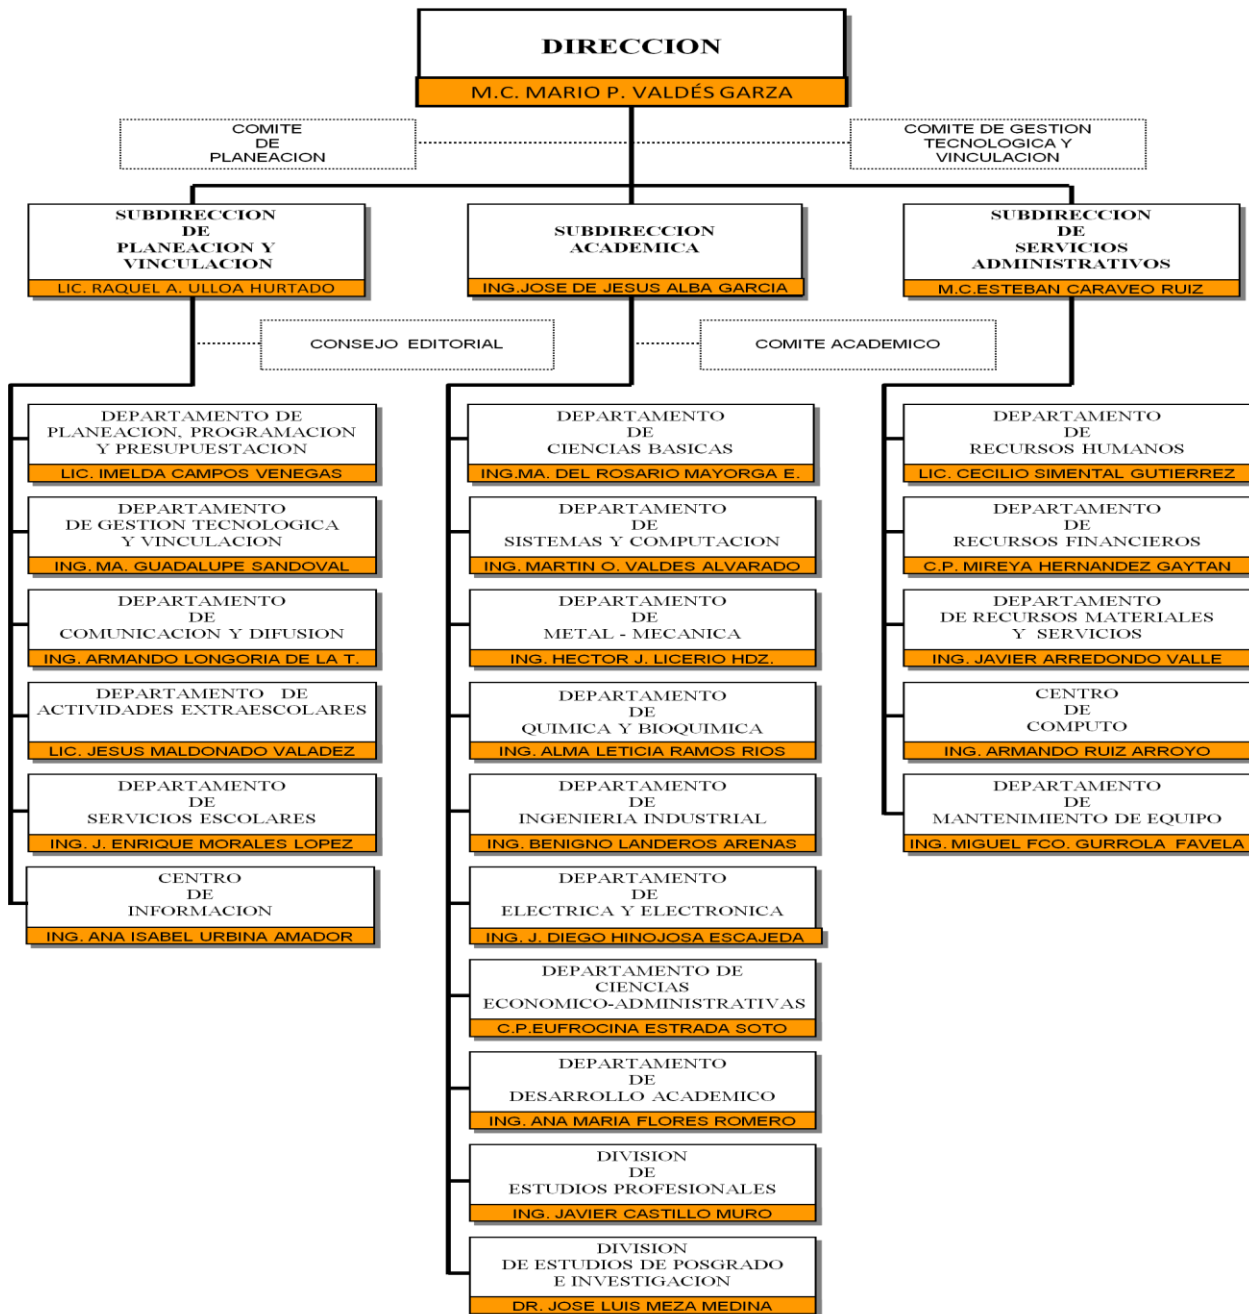 DIRECCION
M.C. MARIO P. VALDÉS GARZA
COMITE
DE
PLANEACION
COMITE DE GESTION
TECNOLOGICA Y
VINCULACION
SUBDIRECCION
DE
PLANEACION Y
VINCULACION
LIC. RAQUEL A. ULLOA HURTADO
SUBDIRECCION
ACADEMICA
ING.JOSE DE JESUS ALBA GARCIA
SUBDIRECCION
DE
SERVICIOS
ADMINISTRATIVOS
M.C.ESTEBAN CARAVEO RUIZ
CONSEJO EDITORIAL
COMITE ACADEMICO
DEPARTAMENTO DE
PLANEACION, PROGRAMACION
Y PRESUPUESTACION
LIC. IMELDA CAMPOS VENEGAS
DEPARTAMENTO
DE GESTION TECNOLOGICA
Y VINCULACION
ING. MA. GUADALUPE SANDOVAL
DEPARTAMENTO
DE
COMUNICACION Y DIFUSION
ING. ARMANDO LONGORIA DE LA T.
DEPARTAMENTO DE
ACTIVIDADES EXTRAESCOLARES
LIC. JESUS MALDONADO VALADEZ
DEPARTAMENTO
DE
SERVICIOS ESCOLARES
ING. J. ENRIQUE MORALES LOPEZ
CENTRO
DE
INFORMACION
ING. ANA ISABEL URBINA AMADOR
DEPARTAMENTO
DE
CIENCIAS BASICAS
ING.MA. DEL ROSARIO MAYORGA E.
DEPARTAMENTO
DE
SISTEMAS Y COMPUTACION
ING. MARTIN O. VALDES ALVARADO
DEPARTAMENTO
DE
METAL - MECANICA
ING. HECTOR J. LICERIO HDZ.
DEPARTAMENTO
DE
QUIMICA Y BIOQUIMICA
ING. ALMA LETICIA RAMOS RIOS
DEPARTAMENTO
DE
INGENIERIA INDUSTRIAL
ING. BENIGNO LANDEROS ARENAS
DEPARTAMENTO
DE
ELECTRICA Y ELECTRONICA
ING. J. DIEGO HINOJOSA ESCAJEDA
DEPARTAMENTO DE
CIENCIAS
ECONOMICO-ADMINISTRATIVAS
C.P.EUFROCINA ESTRADA SOTO
DEPARTAMENTO
DE
DESARROLLO ACADEMICO
ING. ANA MARIA FLORES ROMERO
DIVISION
DE
ESTUDIOS PROFESIONALES
ING. JAVIER CASTILLO MURO
DIVISION
DE ESTUDIOS DE POSGRADO
E INVESTIGACION
DR. JOSE LUIS MEZA MEDINA
DEPARTAMENTO
DE
RECURSOS HUMANOS
LIC. CECILIO SIMENTAL GUTIERREZ
DEPARTAMENTO
DE
RECURSOS FINANCIEROS
C.P. MIREYA HERNANDEZ GAYTAN
DEPARTAMENTO
DE RECURSOS MATERIALES
Y SERVICIOS
ING. JAVIER ARREDONDO VALLE
CENTRO
DE
COMPUTO
ING. ARMANDO RUIZ ARROYO
DEPARTAMENTO
DE
MANTENIMIENTO DE EQUIPO
ING. MIGUEL FCO. GURROLA FAVELA